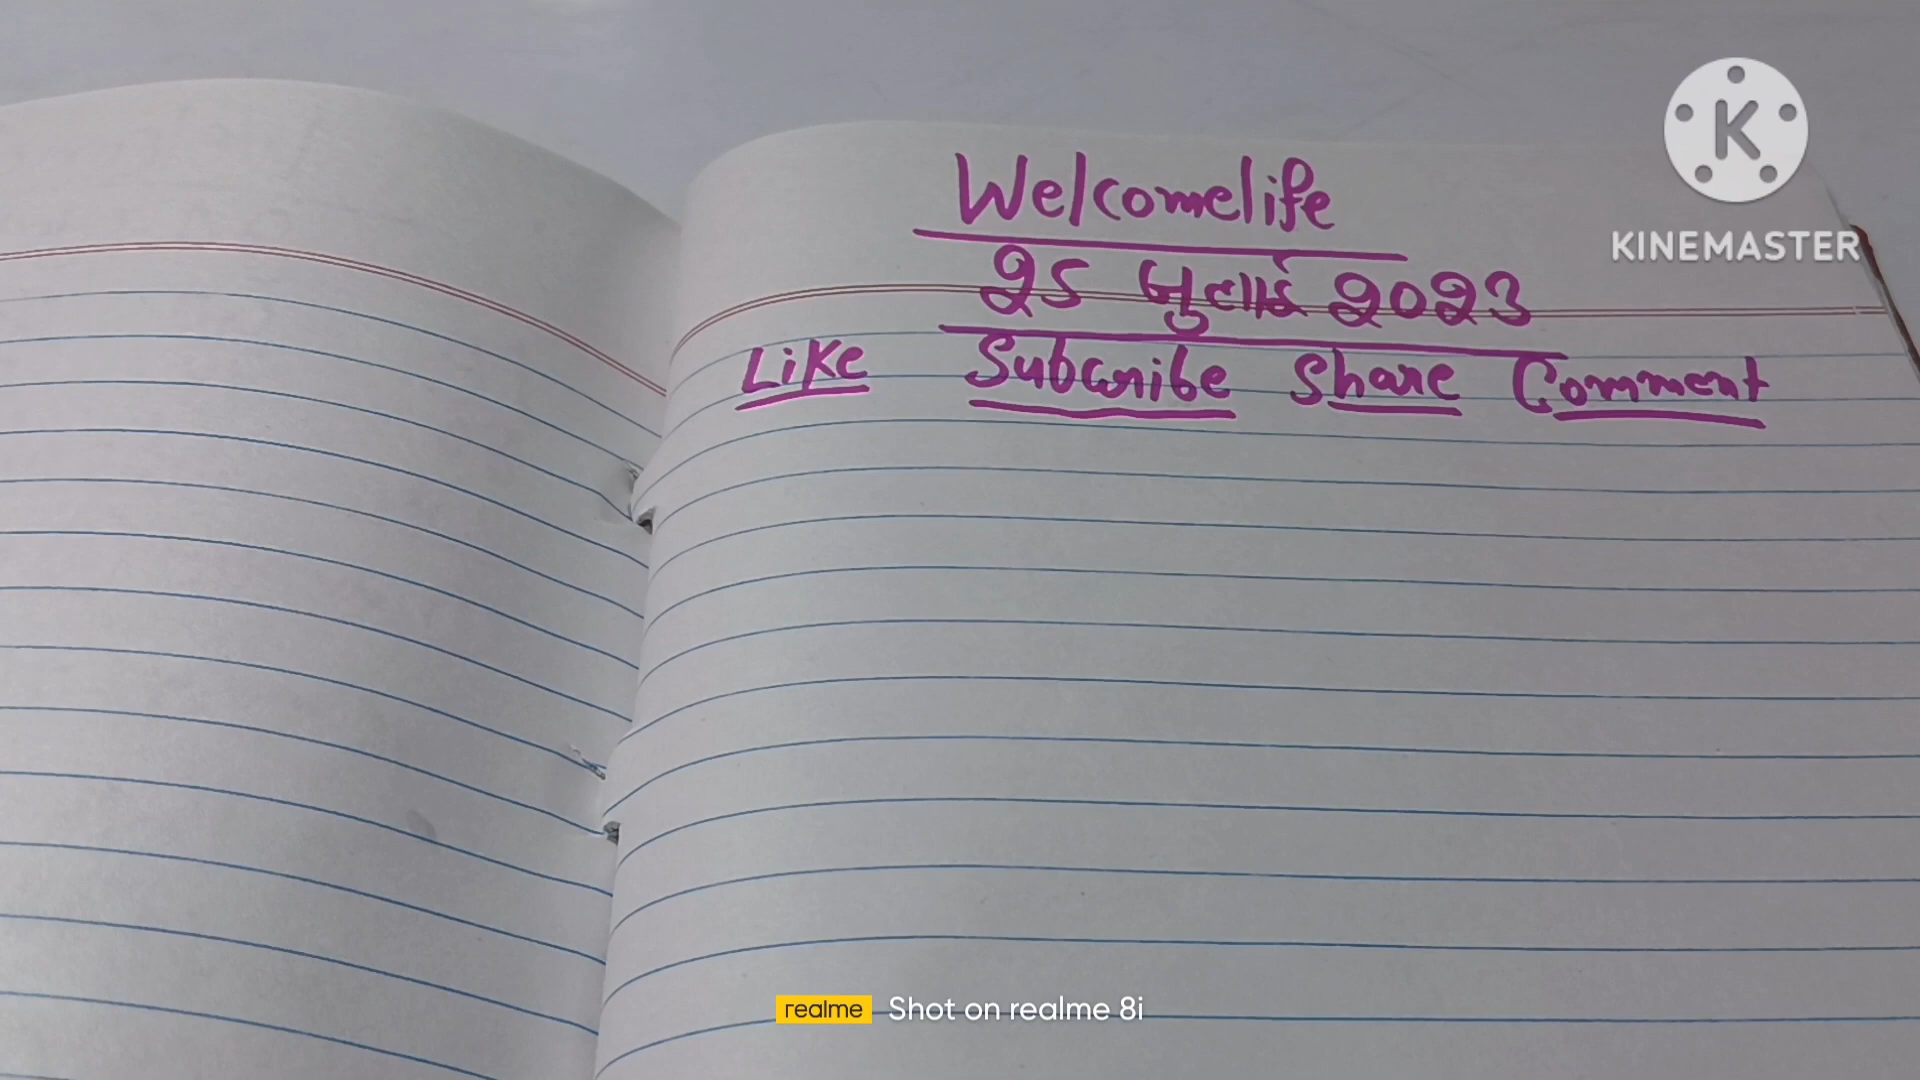 Welcomelife
25 जुलाई 2023
Like Subcribe Share Comment
K
KINEMASTER
realme Shot on realme 8i